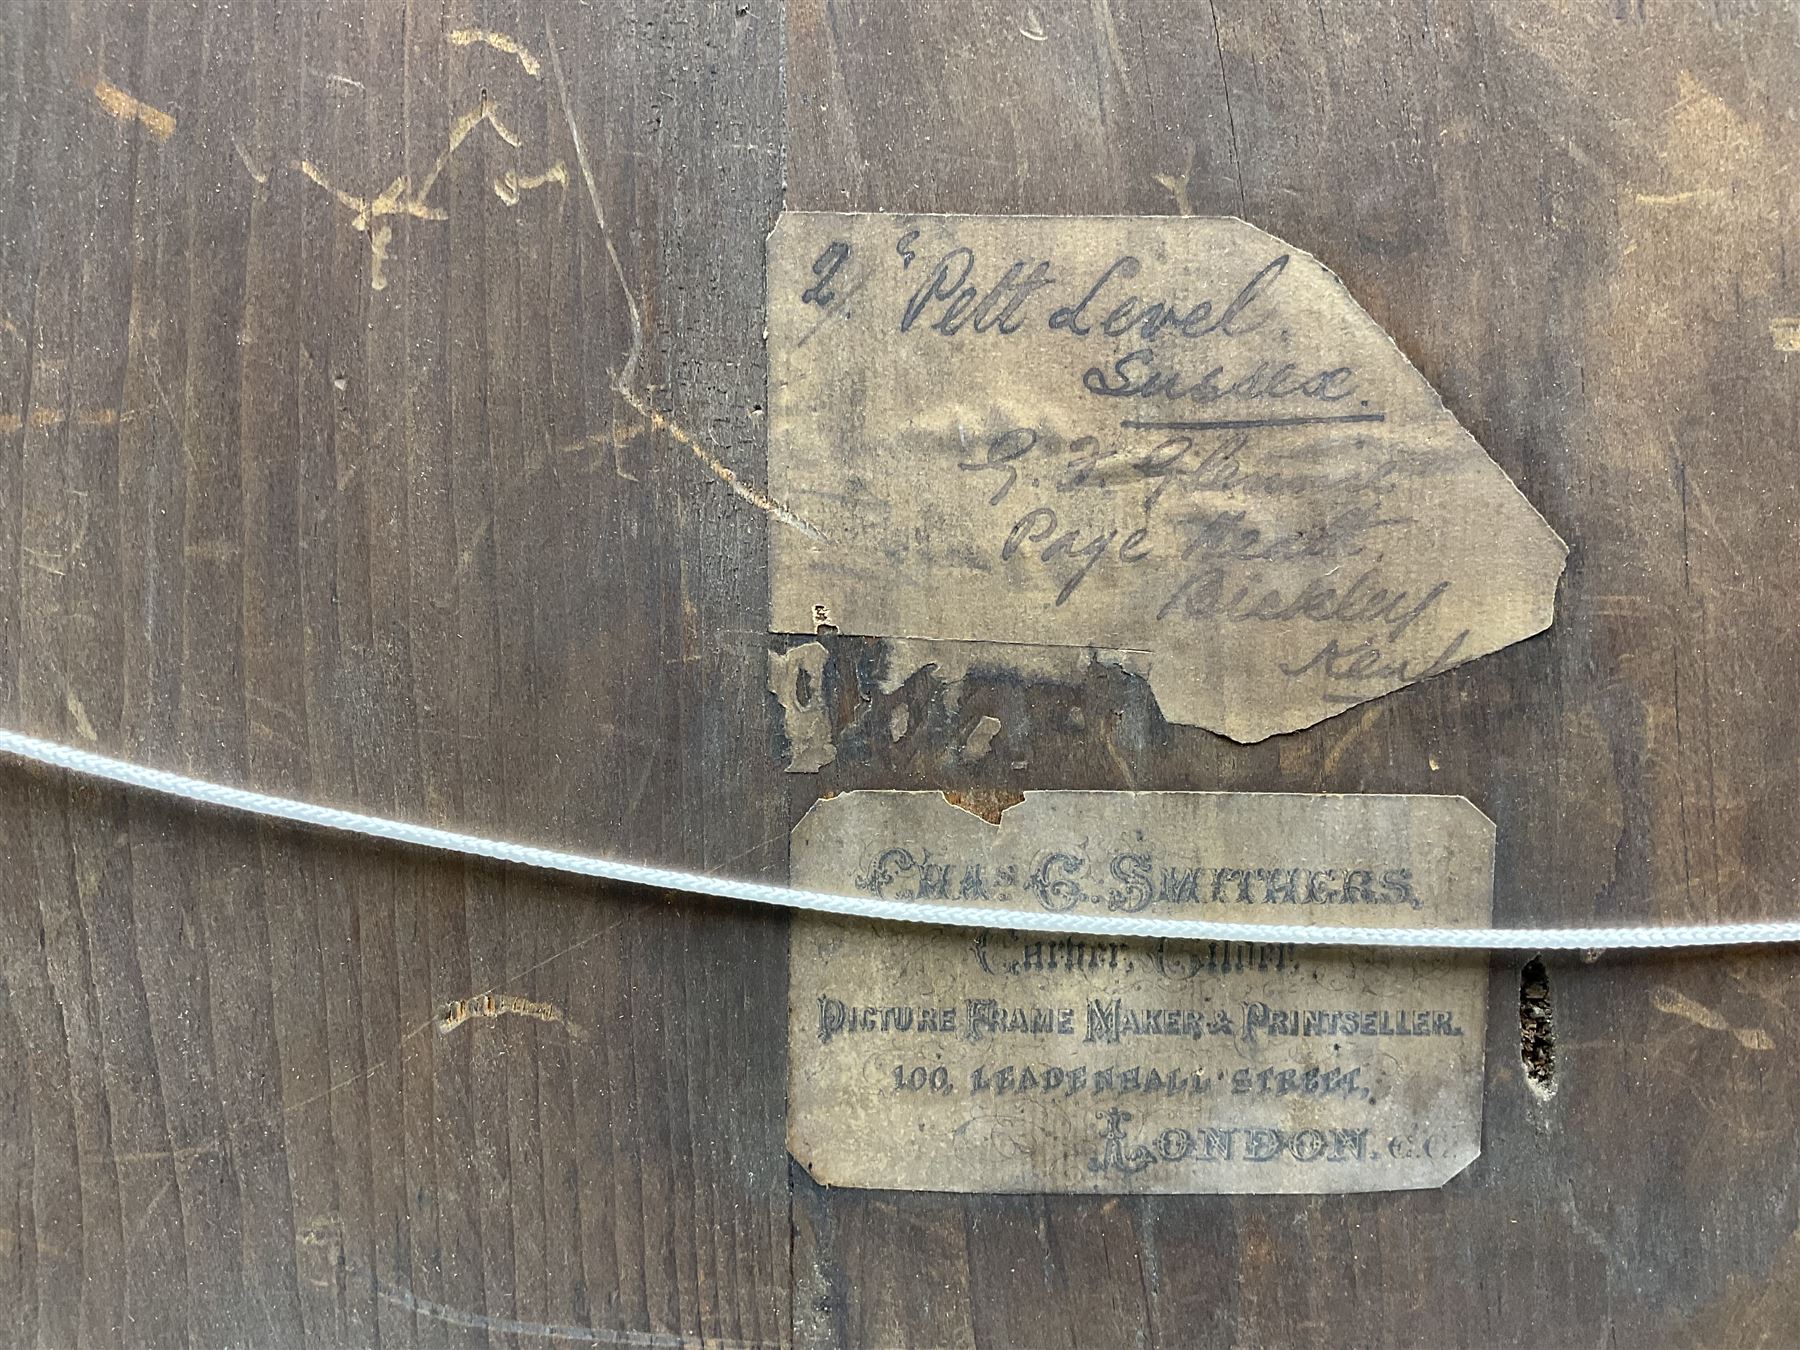 2/. "Pett Level.
Sussex.
G. F. Glennie
Page Heath
Bickley
Kent
CHAS. G. SMITHERS,
Carver, Gilder,
PICTURE FRAME MAKER & PRINTSELLER.
100, LEADENHALL STREET,
LONDON. E.C.